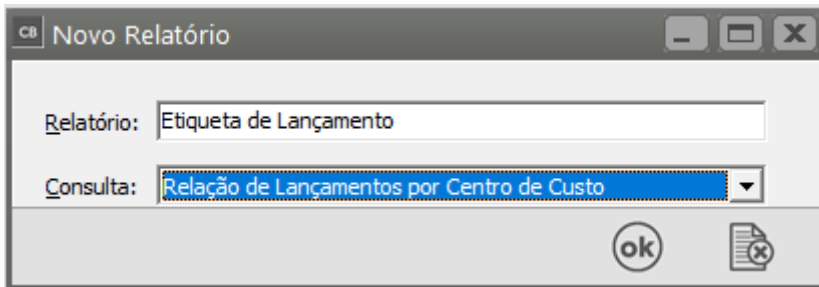 CB Novo Relatório
Relatório: Etiqueta de Lançamento
Consulta: Relação de Lançamentos por Centro de Custo
ok